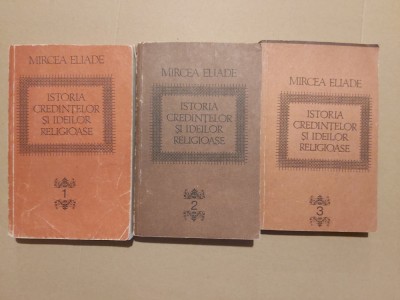 MIRCEA ELIADE
ISTORIA
CREDINȚELOR
ȘI IDEILOR
RELIGIOASE
1
MIRCEA ELIADE
ISTORIA
CREDINȚELOR
ȘI IDEILOR
RELIGIOASE
2
MIRCEA ELIADE
ISTORIA
CREDINȚELOR
ȘI IDEILOR
RELIGIOASE
3